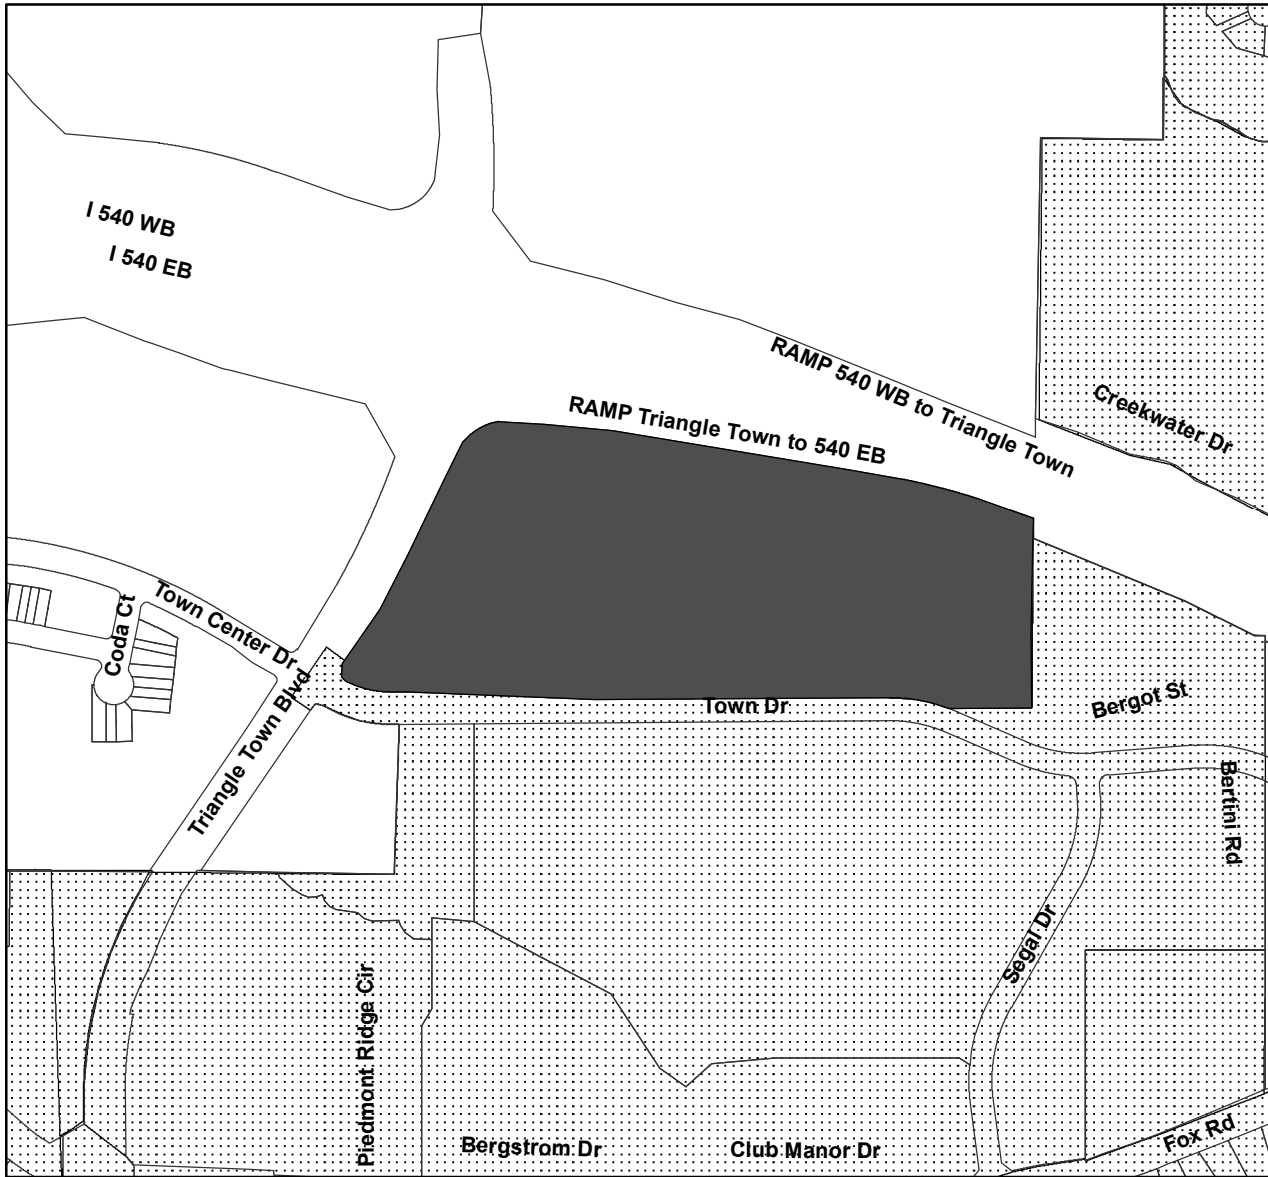 I 540 WB
I 540 EB
RAMP 540 WB to Triangle Town
RAMP Triangle Town to 540 EB
Creekwater Dr
Town Center Dr
Coda Ct
Triangle Town Blvd
Town Dr
Bergot St
Bertini Rd
Segal Dr
Piedmont Ridge Cir
Bergstrom Dr
Club Manor Dr
Fox Rd